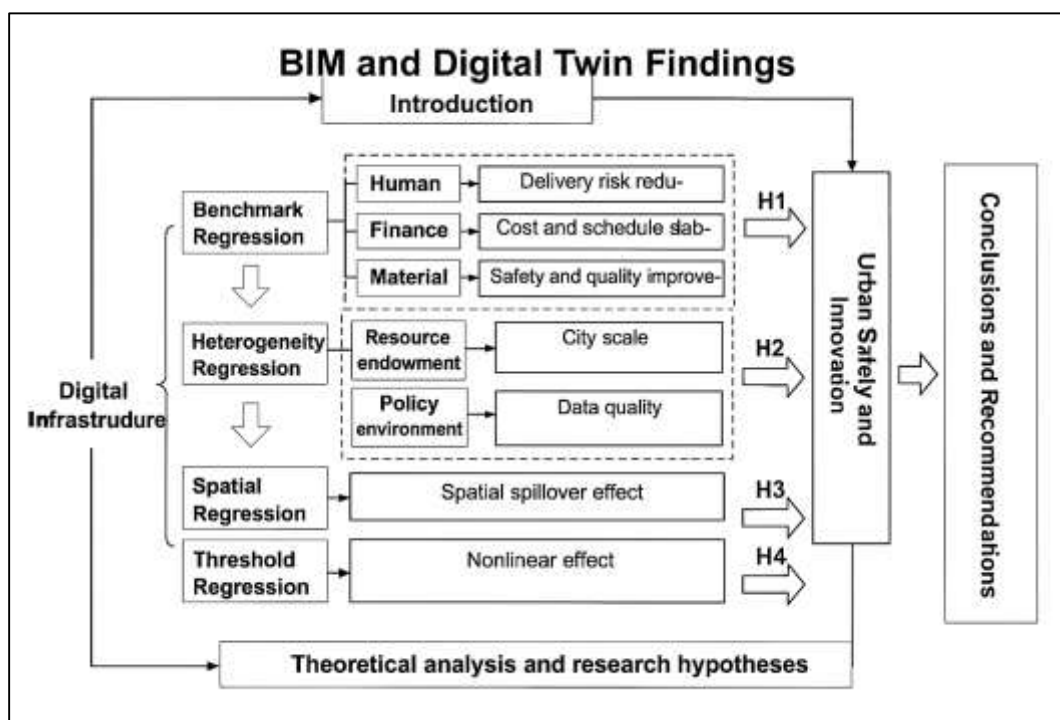 BIM and Digital Twin Findings
Introduction
Human
Delivery risk redu-
H1
Benchmark
Regression
Finance
Cost and schedule slab-
Material
Safety and quality improve-
Heterogeneity
Regression
Resource
endowment
City scale
H2
Policy
environment
Data quality
Digital
Infrastrudure
Spatial
Regression
Spatial spillover effect
H3
Threshold
Regression
Nonlinear effect
H4
Urban Safely and
Innovation
Conclusions and Recommendations
Theoretical analysis and research hypotheses